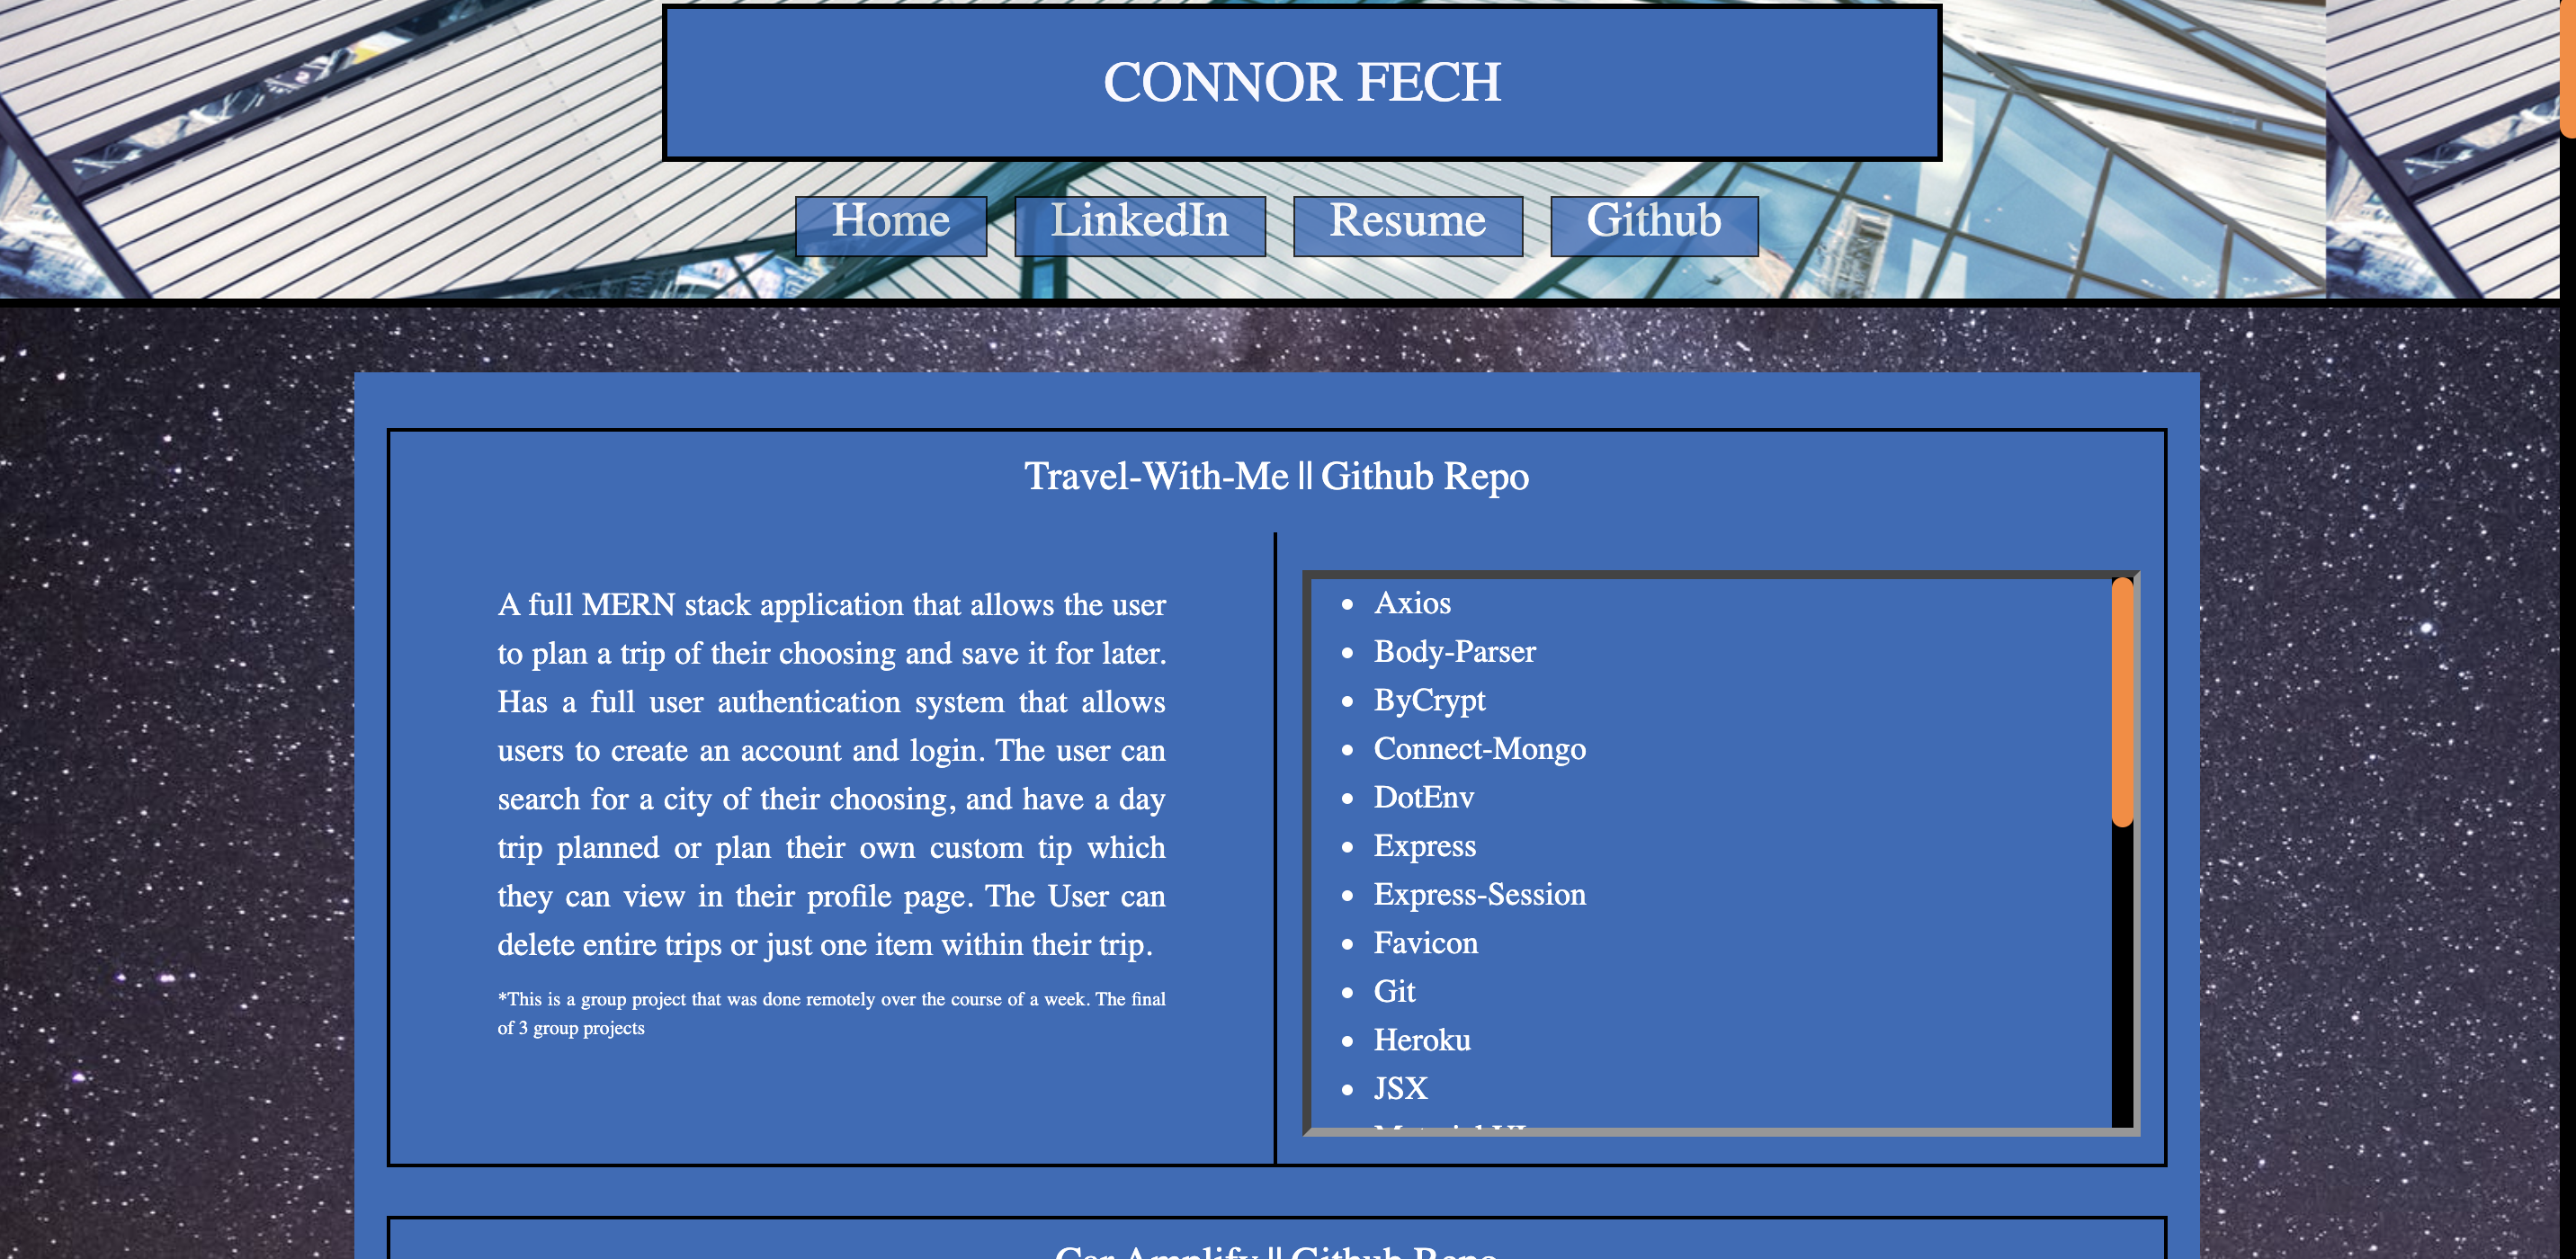 CONNOR FECH
Home
LinkedIn
Resume
Github
Travel-With-Me || Github Repo
A full MERN stack application that allows the user
to plan a trip of their choosing and save it for later.
Has a full user authentication system that allows
users to create an account and login. The user can
search for a city of their choosing, and have a day
trip planned or plan their own custom tip which
they can view in their profile page. The User can
delete entire trips or just one item within their trip.
*This is a group project that was done remotely over the course of a week. The final
of 3 group projects
Axios
Body-Parser
ByCrypt
Connect-Mongo
DotEnv
Express
Express-Session
Favicon
Git
Heroku
JSX
Car Amplify || Github Repo